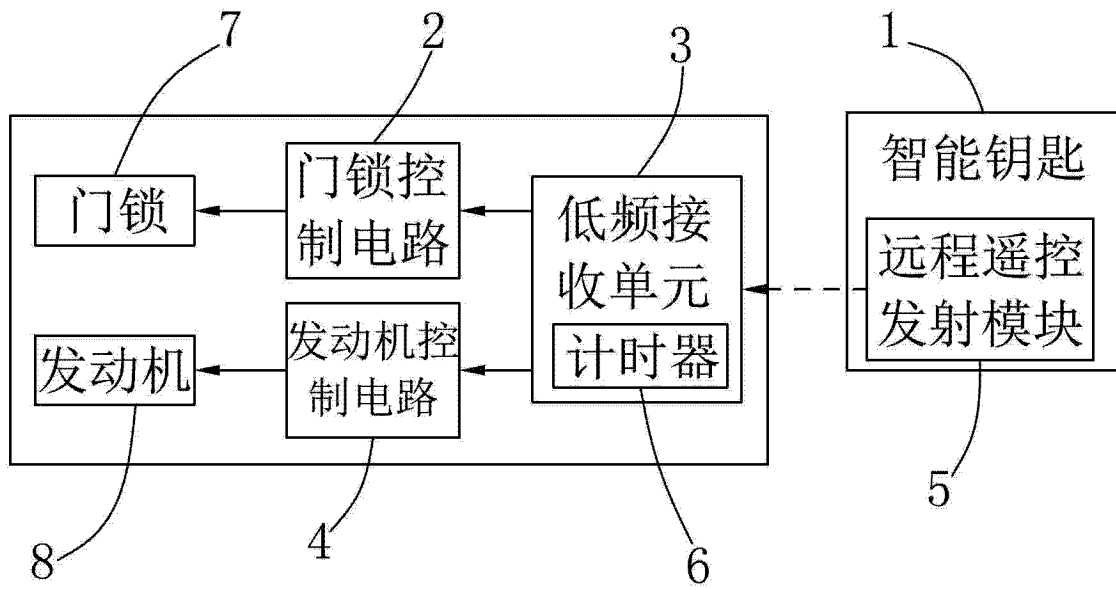 7
2
3
1
门锁
门锁控
制电路
低频接
收单元
计时器
智能钥匙
远程遥控
发射模块
发动机
发动机控
制电路
8
4
6
5